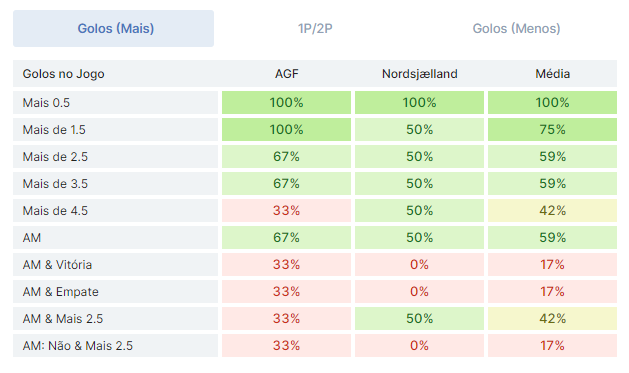 Golos (Mais) 1P/2P Golos (Menos)
Golos no Jogo AGF Nordsjælland Média
Mais 0.5 100% 100% 100%
Mais de 1.5 100% 50% 75%
Mais de 2.5 67% 50% 59%
Mais de 3.5 67% 50% 59%
Mais de 4.5 33% 50% 42%
AM 67% 50% 59%
AM & Vitória 33% 0% 17%
AM & Empate 33% 0% 17%
AM & Mais 2.5 33% 50% 42%
AM: Não & Mais 2.5 33% 0% 17%